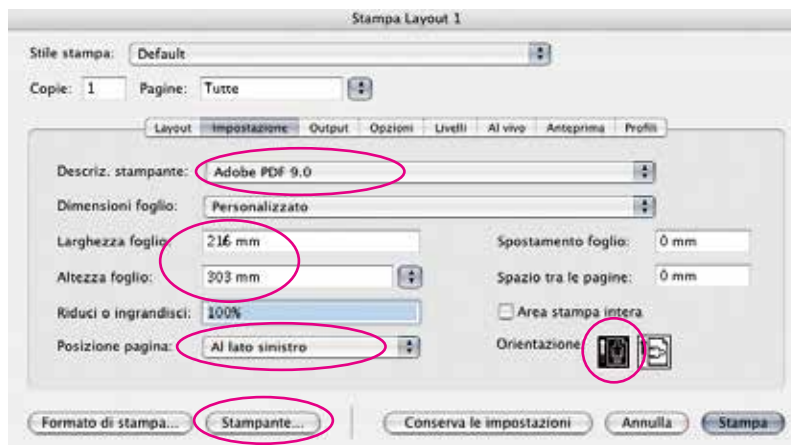 Stampa Layout 1
Stile stampa: Default
Copie: 1 Pagine: Tutte
Layout Impostazione Output Opzioni Livelli Al vivo Anteprima Profili
Descriz. stampante: Adobe PDF 9.0
Dimensioni foglio: Personalizzato
Larghezza foglio: 216 mm Spostamento foglio: 0 mm
Altezza foglio: 303 mm Spazio tra le pagine: 0 mm
Riduci o ingrandisci: 100% Area stampa intera
Posizione pagina: Al lato sinistro Orientazione:
Formato di stampa... Stampante... Conserva le impostazioni Annulla Stampa